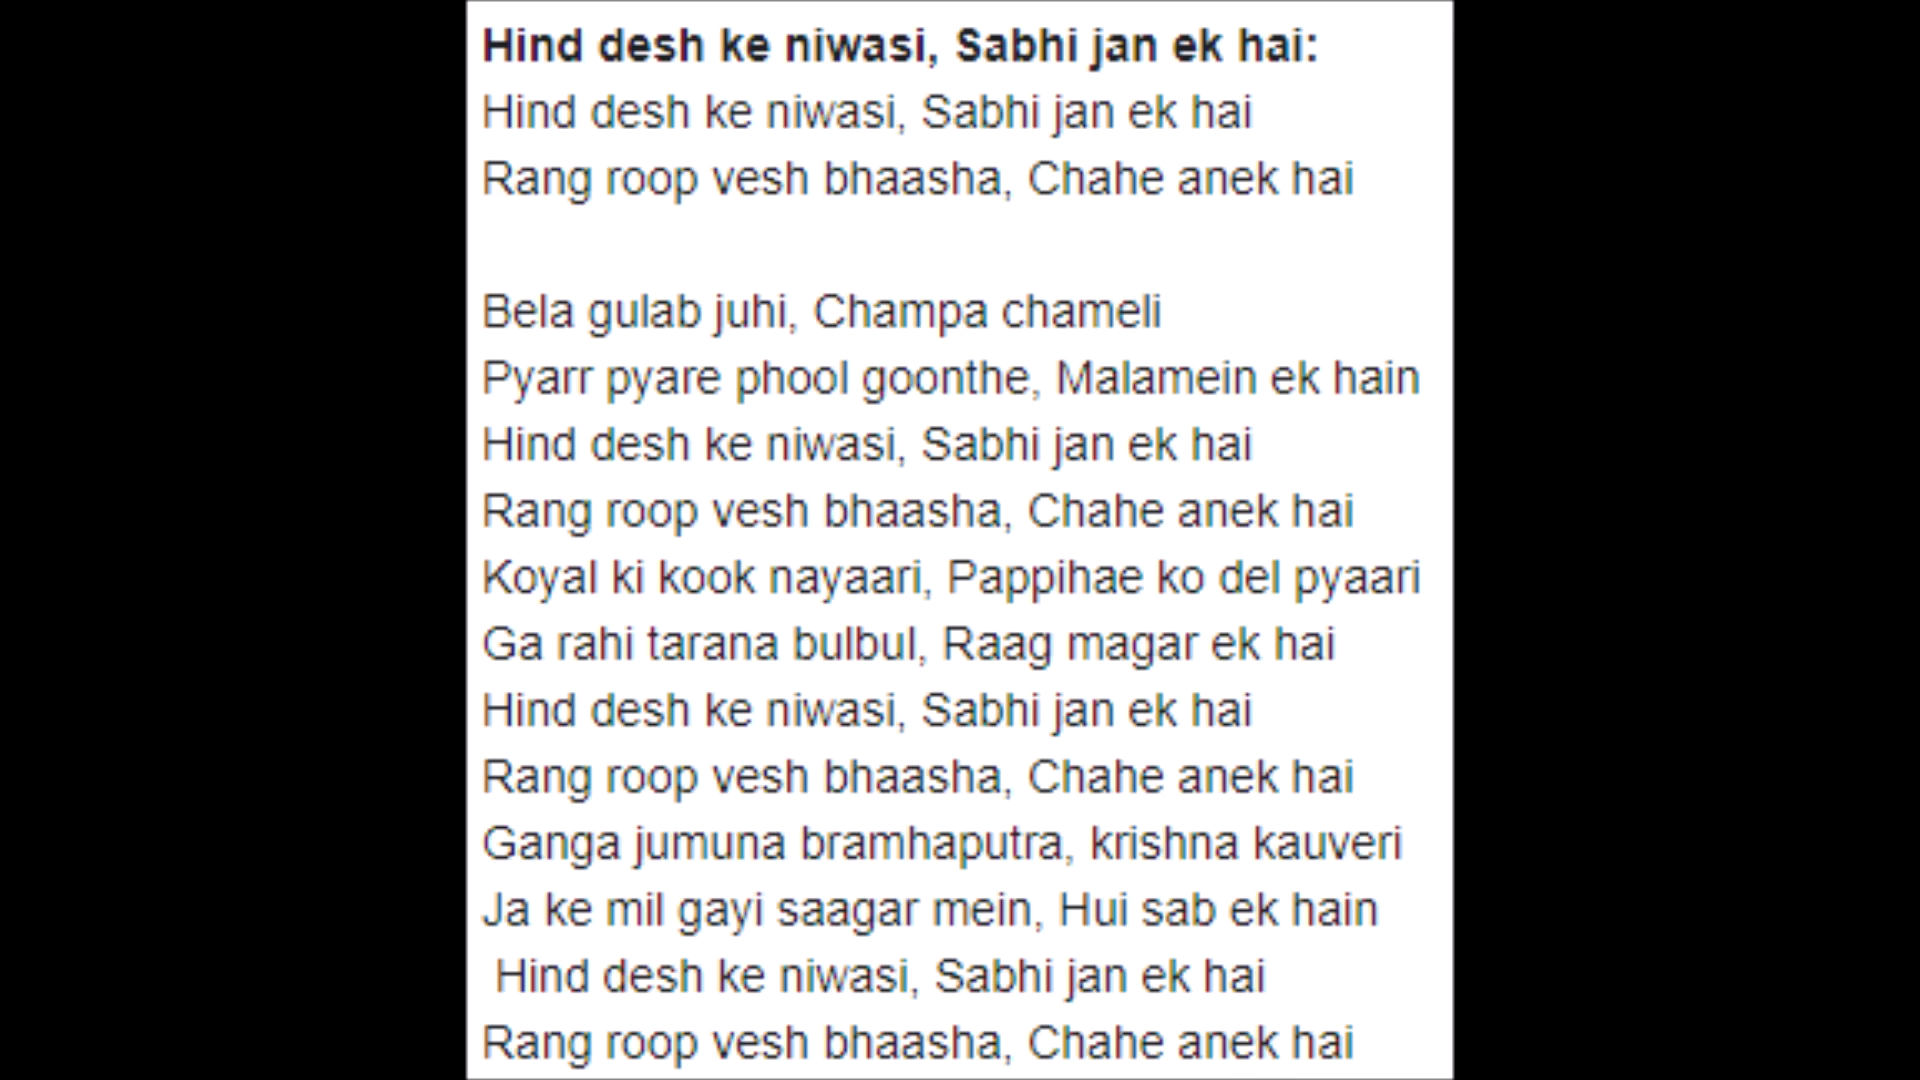 Hind desh ke niwasi, Sabhi jan ek hai:
Hind desh ke niwasi, Sabhi jan ek hai
Rang roop vesh bhaasha, Chahe anek hai
Bela gulab juhi, Champa chameli
Pyarr pyare phool goonthe, Malamein ek hain
Hind desh ke niwasi, Sabhi jan ek hai
Rang roop vesh bhaasha, Chahe anek hai
Koyal ki kook nayaari, Pappihae ko del pyaari
Ga rahi tarana bulbul, Raag magar ek hai
Hind desh ke niwasi, Sabhi jan ek hai
Rang roop vesh bhaasha, Chahe anek hai
Ganga jumuna bramhaputra, krishna kauveri
Ja ke mil gayi saagar mein, Hui sab ek hain
Hind desh ke niwasi, Sabhi jan ek hai
Rang roop vesh bhaasha, Chahe anek hai